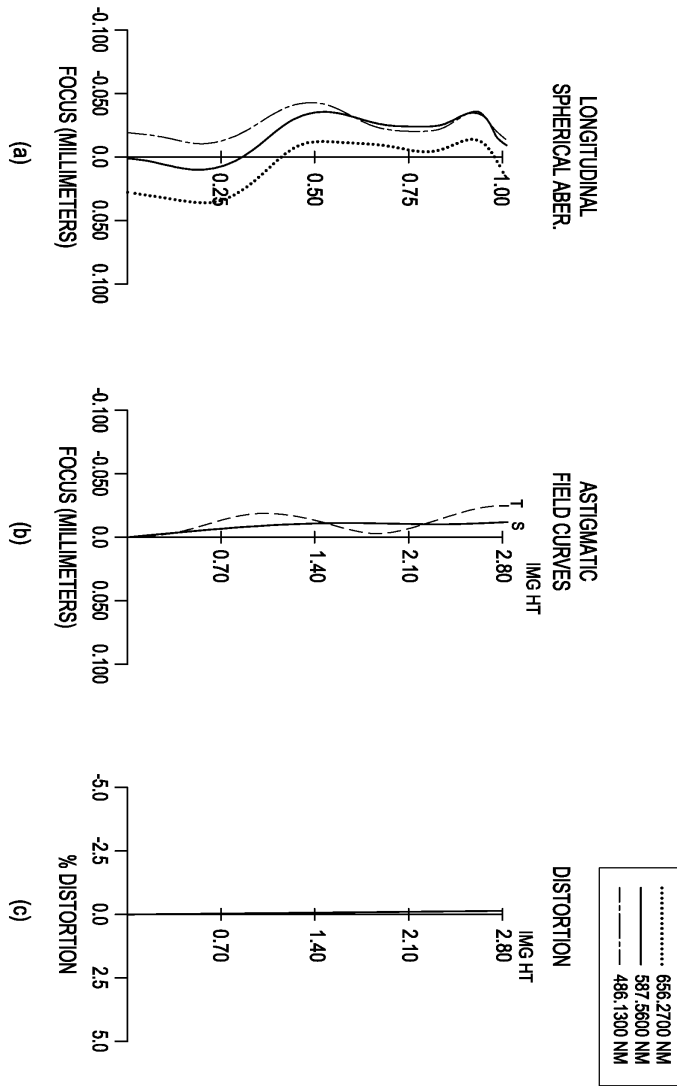 LONGITUDINAL
SPHERICAL ABER.
1.00
0.75
0.50
0.25
-0.100
-0.050
0.0
0.050
0.100
FOCUS (MILLIMETERS)
(a)
ASTIGMATIC
FIELD CURVES
IMG HT
T
S
2.80
2.10
1.40
0.70
-0.100
-0.050
0.0
0.050
0.100
FOCUS (MILLIMETERS)
(b)
DISTORTION
IMG HT
2.80
2.10
1.40
0.70
-5.0
-2.5
0.0
2.5
5.0
% DISTORTION
(c)
656.2700 NM
587.5600 NM
486.1300 NM